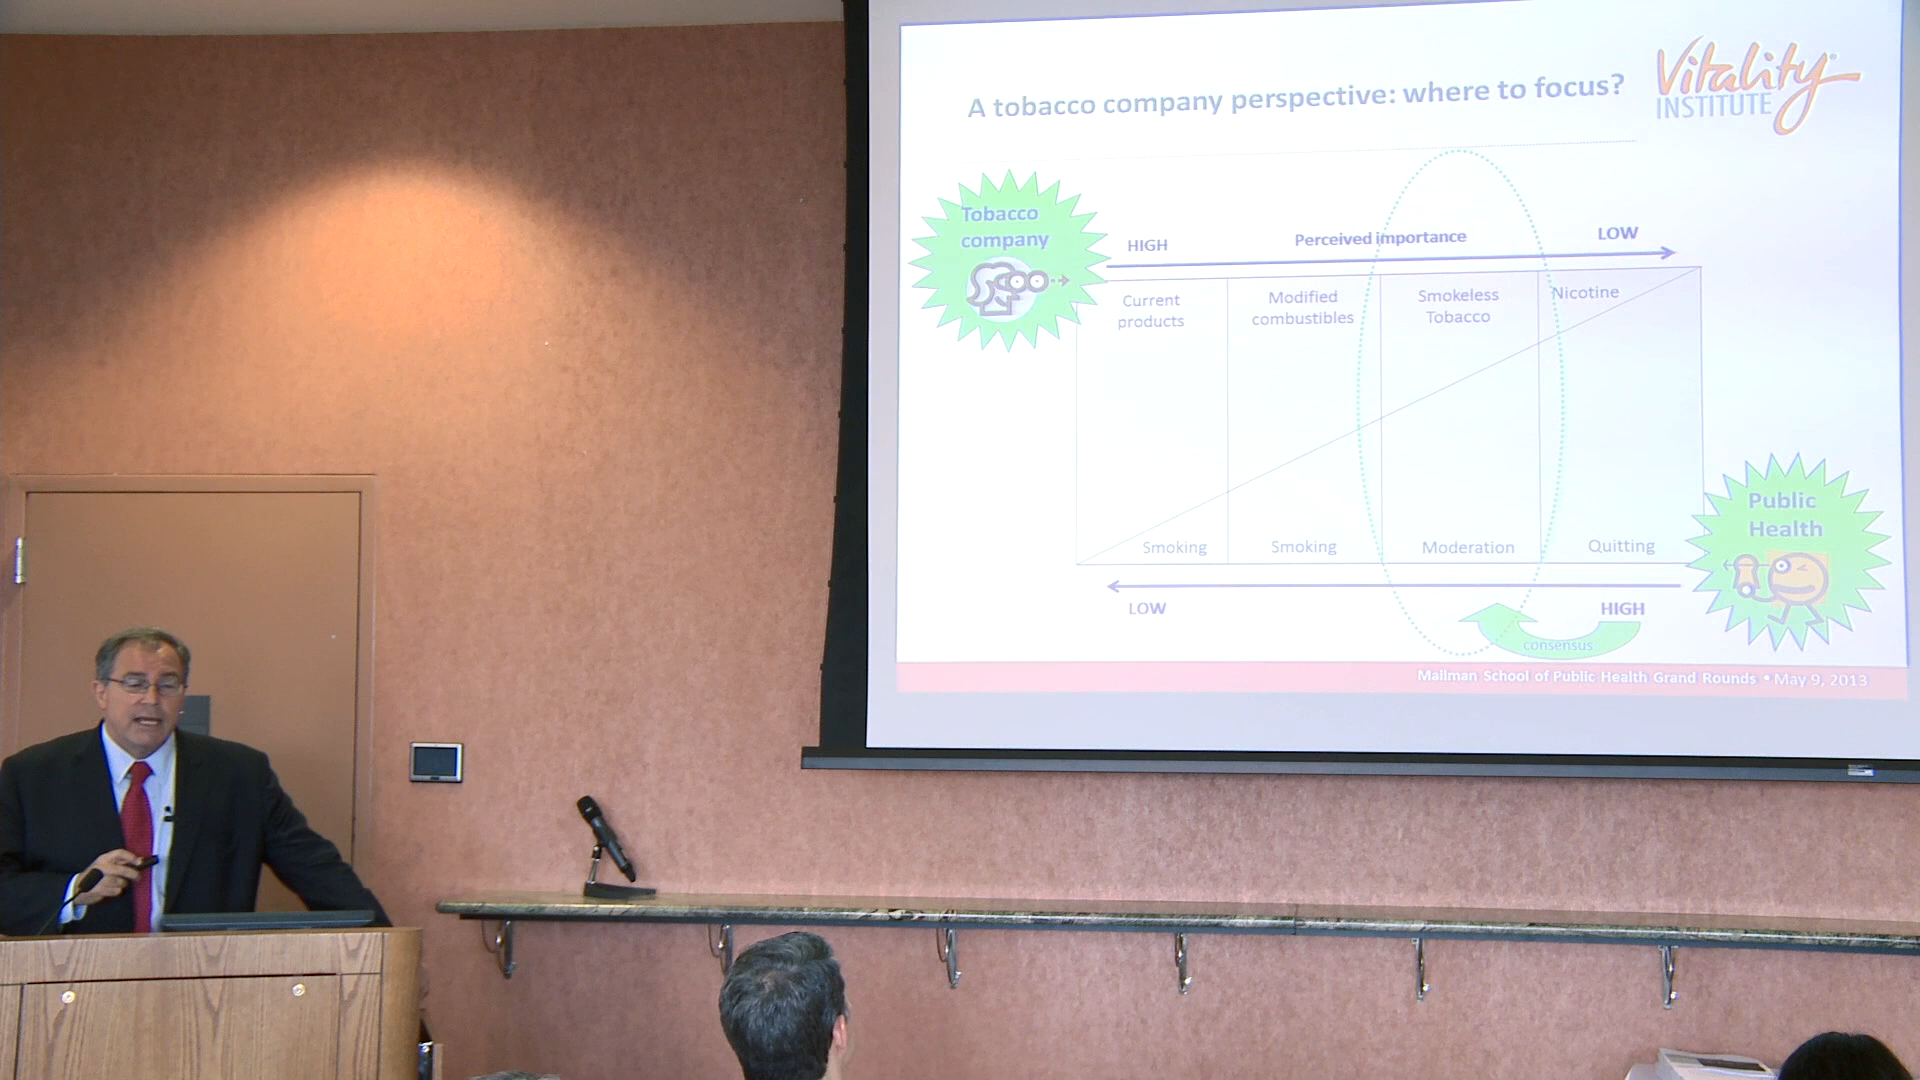 Vitality
INSTITUTE
A tobacco company perspective: where to focus?
Tobacco
company
HIGH
Perceived importance
LOW
Current
products
Modified
combustibles
Smokeless
Tobacco
Nicotine
Public
Health
Smoking
Smoking
Moderation
Quitting
LOW
HIGH
consensus
Mailman School of Public Health Grand Rounds • May 9, 2013